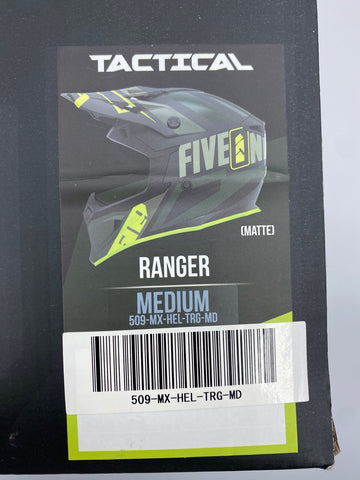 TACTICAL
FIVE
(MATTE)
RANGER
MEDIUM
509-MX-HEL-TRG-MD
509-MX-HEL-TRG-MD